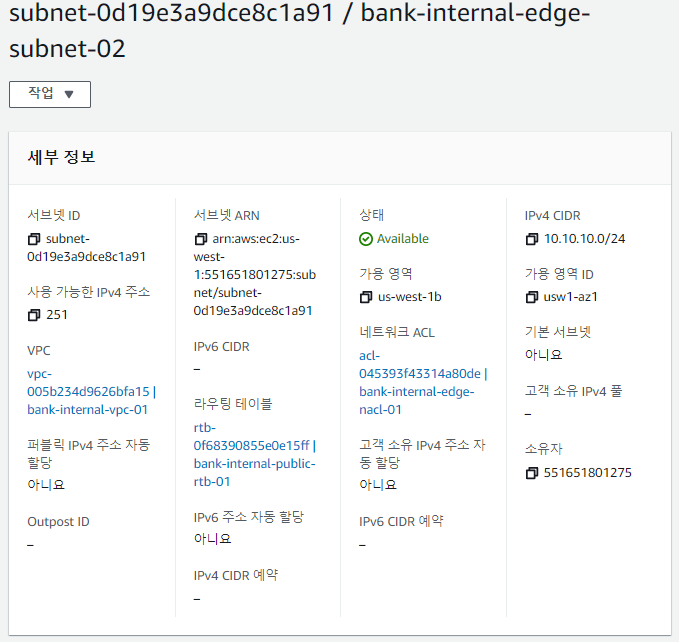 subnet-0d19e3a9dce8c1a91 / bank-internal-edge-
subnet-02
작업 ▼
세부 정보
서브넷 ID
subnet-
0d19e3a9dce8c1a91
사용 가능한 IPv4 주소
251
VPC
vpc-
005b234d9626bfa15 |
bank-internal-vpc-01
퍼블릭 IPv4 주소 자동
할당
아니요
Outpost ID
–
서브넷 ARN
arn:aws:ec2:us-
west-
1:551651801275:sub
net/subnet-
0d19e3a9dce8c1a91
IPv6 CIDR
–
라우팅 테이블
rtb-
0f68390855e0e15ff |
bank-internal-public-
rtb-01
IPv6 주소 자동 할당
아니요
IPv4 CIDR 예약
–
상태
Available
가용 영역
us-west-1b
네트워크 ACL
acl-
045393f43314a80de |
bank-internal-edge-
nacl-01
고객 소유 IPv4 주소 자
동 할당
아니요
IPv6 CIDR 예약
–
IPv4 CIDR
10.10.10.0/24
가용 영역 ID
usw1-az1
기본 서브넷
아니요
고객 소유 IPv4 풀
–
소유자
551651801275